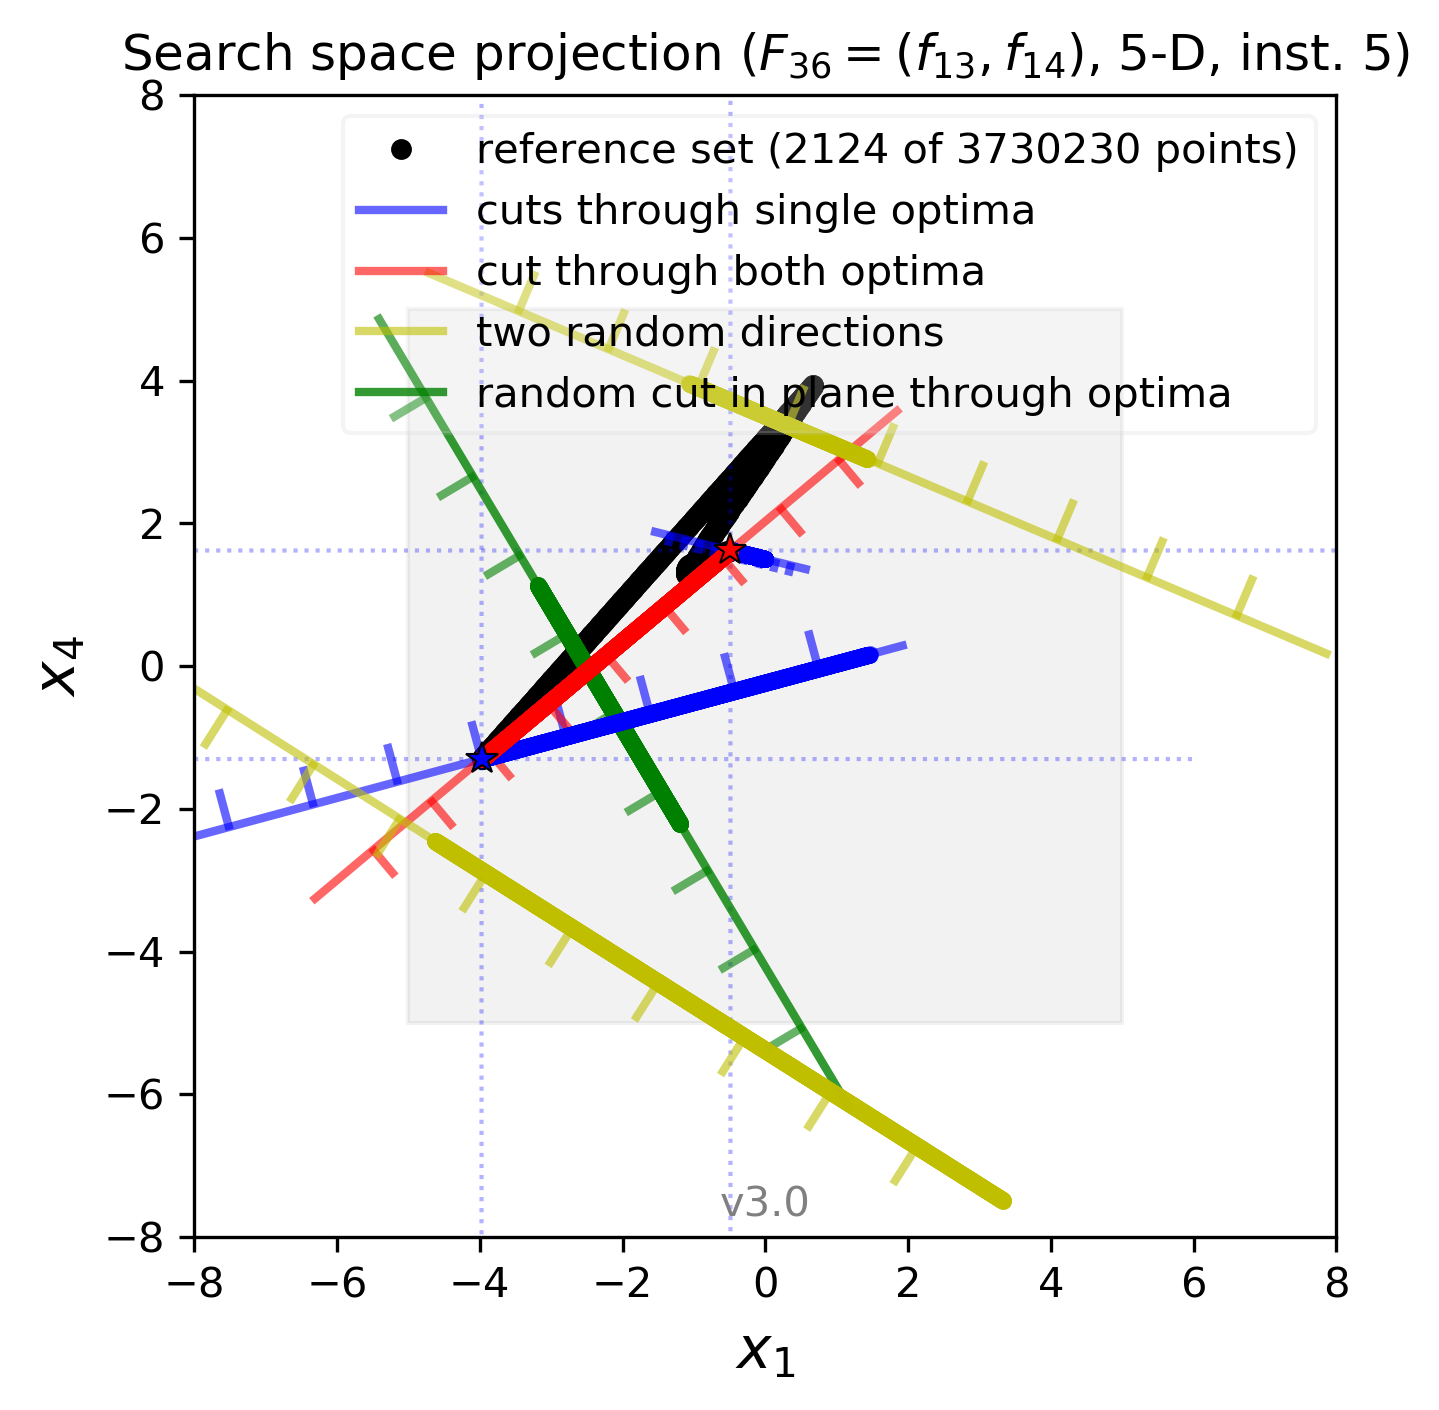 Search space projection (F₃₆ = (f₁₃, f₁₄), 5-D, inst. 5)
reference set (2124 of 3730230 points)
cuts through single optima
cut through both optima
two random directions
random cut in plane through optima
8
6
4
2
0
−2
−4
−6
−8
x₄
v3.0
−8 −6 −4 −2 0 2 4 6 8
x₁